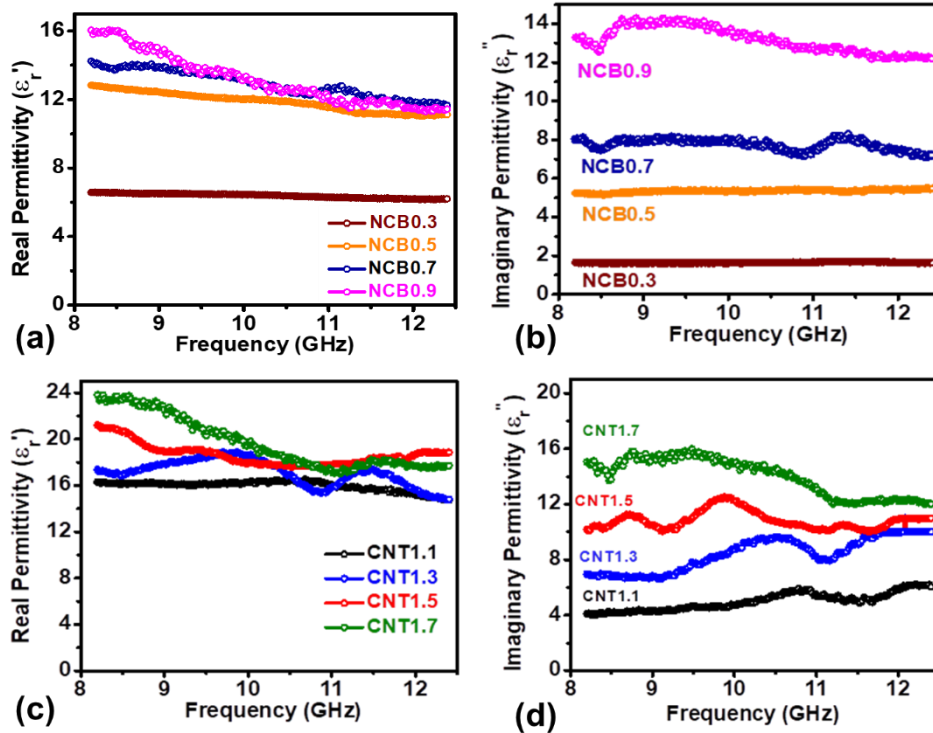 Real Permittivity (εr')
16
12
8
4
0
NCB0.3
NCB0.5
NCB0.7
NCB0.9
8 9 10 11 12
Frequency (GHz)
(a)
Imaginary Permittivity (εr")
14
12
10
8
6
4
2
0
NCB0.9
NCB0.7
NCB0.5
NCB0.3
8 9 10 11 12
Frequency (GHz)
(b)
Real Permittivity (εr')
24
20
16
12
8
4
0
CNT1.1
CNT1.3
CNT1.5
CNT1.7
8 9 10 11 12
Frequency (GHz)
(c)
Imaginary Permittivity (εr")
20
16
12
8
4
0
CNT1.7
CNT1.5
CNT1.3
CNT1.1
8 9 10 11 12
Frequency (GHz)
(d)